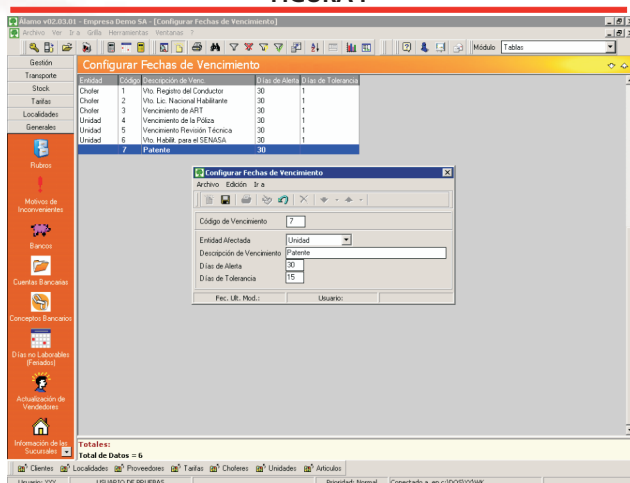 FIGURA 1
Álamo v02.03.01 - Empresa Demo SA - [Configurar Fechas de Vencimiento]
Archivo Ver Ir a Grilla Herramientas Ventanas ?
Módulo Tablas
Gestión
Transporte
Stock
Tarifas
Localidades
Generales
Rubros
Motivos de Inconvenientes
Bancos
Cuentas Bancarias
Conceptos Bancarios
Días no Laborables (Feriados)
Actualización de Vendedores
Información de las Sucursales
Configurar Fechas de Vencimiento
Entidad Código Descripción de Venc. Días de Alerta Días de Tolerancia
Chofer 1 Vto. Registro del Conductor 30 1
Chofer 2 Vto. Lic. Nacional Habilitante 30 1
Chofer 3 Vencimiento de ART 30 1
Unidad 4 Vencimiento de la Póliza 30 1
Unidad 5 Vencimiento Revisión Técnica 30 1
Unidad 6 Vto. Habilit. para el SENASA 30 1
7 Patente 30
Configurar Fechas de Vencimiento
Archivo Edición Ir a
Código de Vencimiento 7
Entidad Afectada Unidad
Descripción de Vencimiento Patente
Días de Alerta 30
Días de Tolerancia 15
Fec. Ult. Mod.: Usuario:
Totales:
Total de Datos = 6
Clientes Localidades Proveedores Tarifas Choferes Unidades Articulos
Usuario: YYY USUARIO DE PRUEBAS Prioridad: Normal